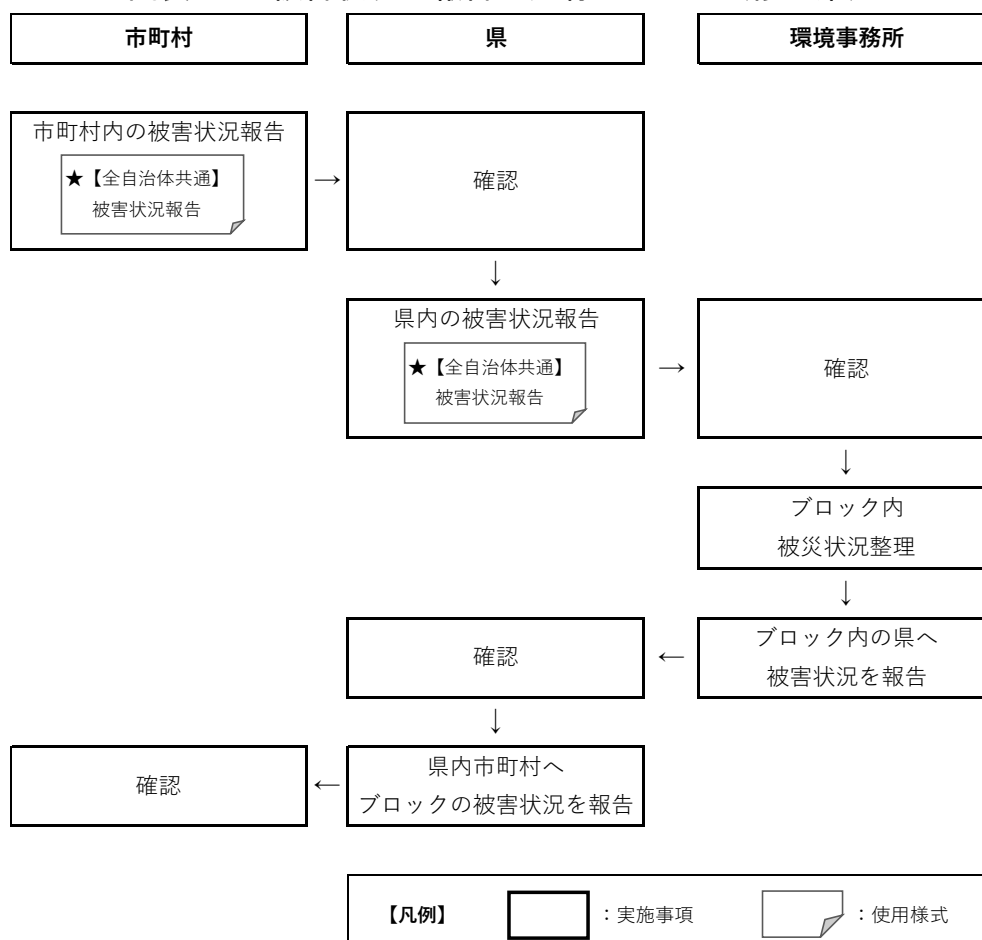 市町村
県
環境事務所
市町村内の被害状況報告
★【全自治体共通】
被害状況報告
→
確認
↓
県内の被害状況報告
★【全自治体共通】
被害状況報告
→
確認
↓
ブロック内
被災状況整理
↓
ブロック内の県へ
被害状況を報告
←
確認
↓
県内市町村へ
ブロックの被害状況を報告
←
確認
【凡例】
：実施事項
：使用様式